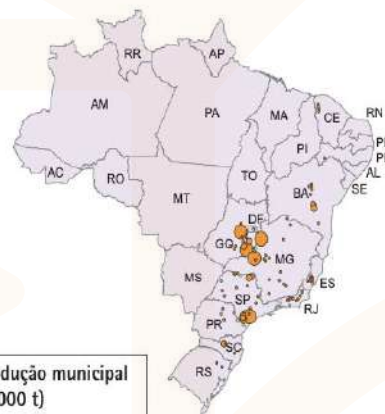 RR
AP
AM
PA
MA
CE
RN
PI
AC
RO
TO
AL
SE
MT
BA
DF
GO
MG
MS
ES
SP
RJ
PR
SC
RS
dução municipal
000 t)